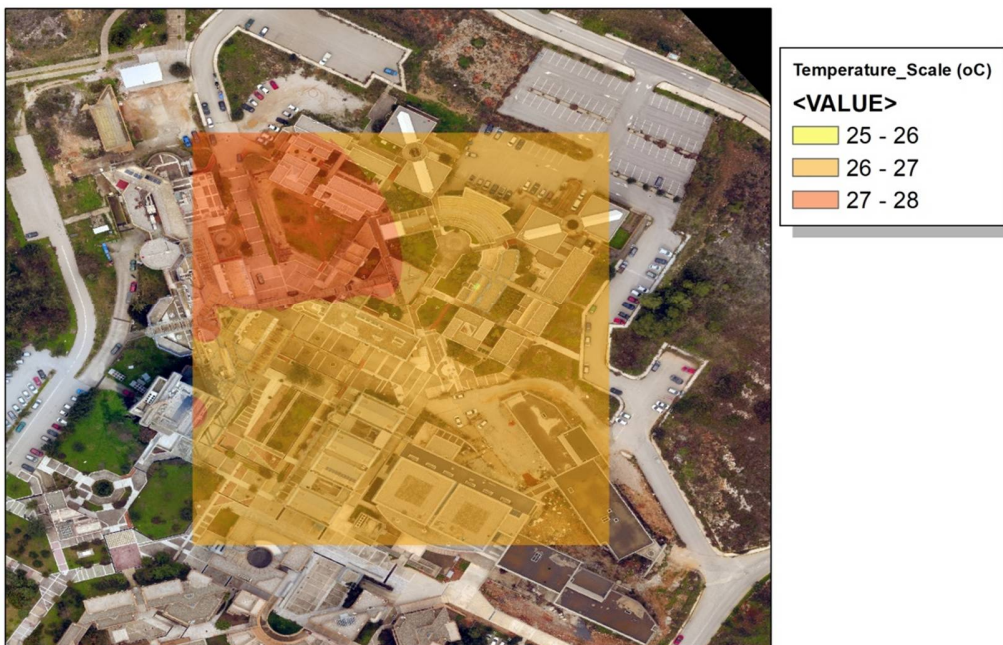 Temperature_Scale (oC)
<VALUE>
25 - 26
26 - 27
27 - 28